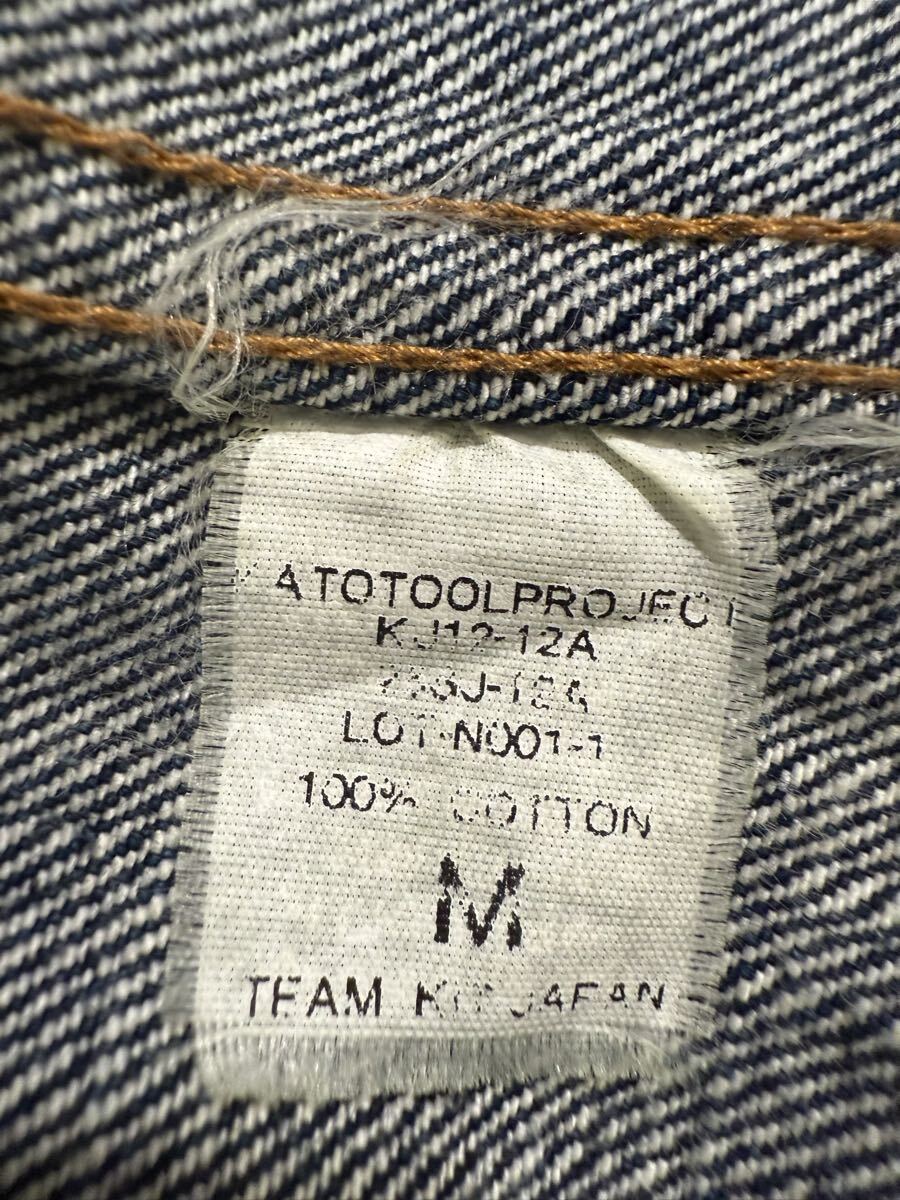 KATOTOOLPROJECT
KJ12-12A
LOT-N001-1
100% COTTON
M
TEAM JAPAN